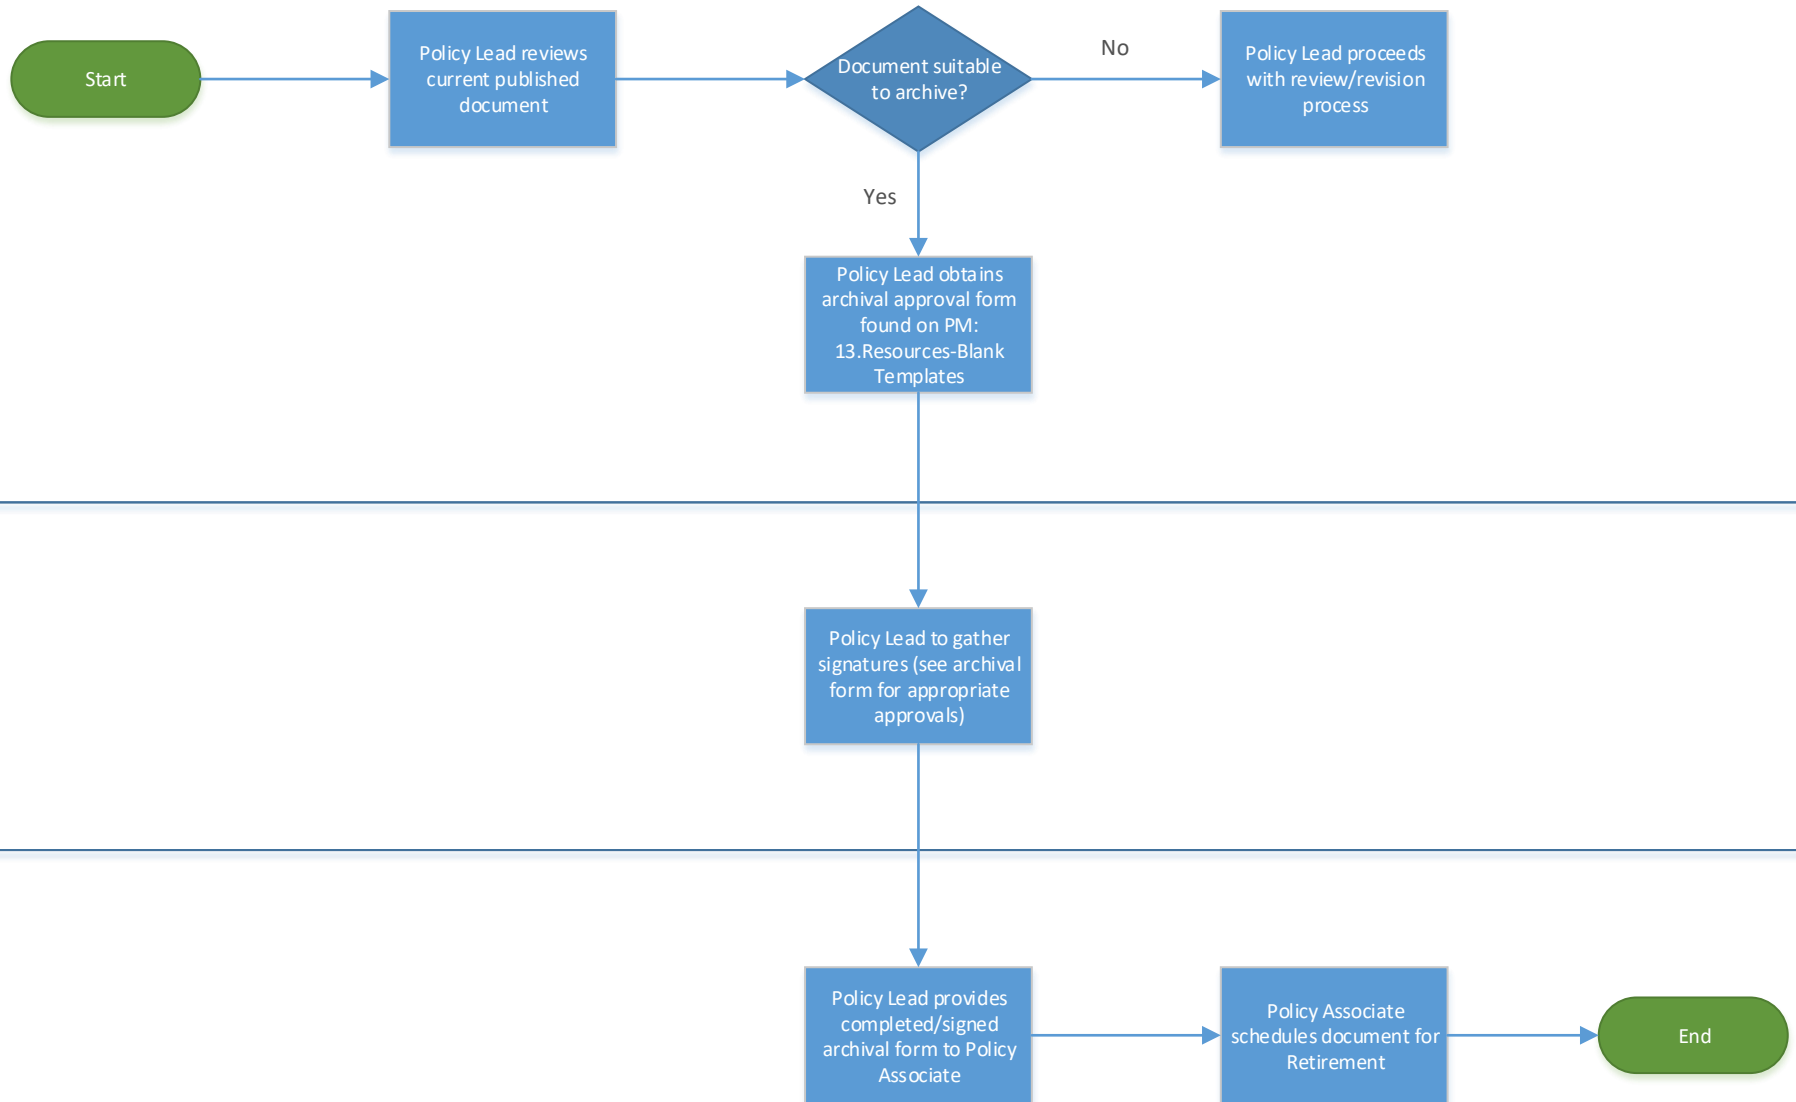 Start
Policy Lead reviews
current published
document
Document suitable
to archive?
No
Policy Lead proceeds
with review/revision
process
Yes
Policy Lead obtains
archival approval form
found on PM:
13.Resources-Blank
Templates
Policy Lead to gather
signatures (see archival
form for appropriate
approvals)
Policy Lead provides
completed/signed
archival form to Policy
Associate
Policy Associate
schedules document for
Retirement
End